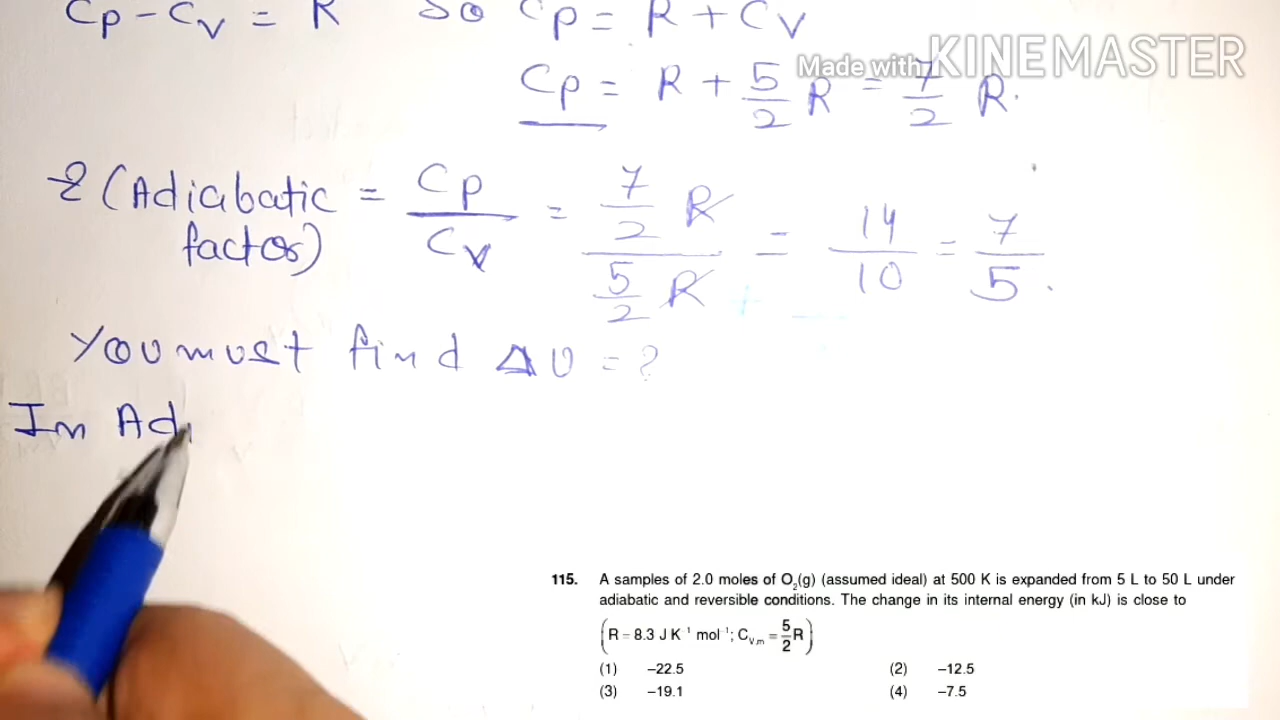 Cp - Cv = R so Cp = R + Cv
Made with KINEMASTER
Cp = R + 5/2 R = 7/2 R.
(Adiabatic factor) = Cp/Cv = 7/2 R / 5/2 R = 14/10 = 7/5.
You must find ΔU = ?
In Adi
115. A samples of 2.0 moles of O₂(g) (assumed ideal) at 500 K is expanded from 5 L to 50 L under
adiabatic and reversible conditions. The change in its internal energy (in kJ) is close to
(R = 8.3 J K⁻¹ mol⁻¹; Cv,m = 5/2 R)
(1) –22.5 (2) –12.5
(3) –19.1 (4) –7.5